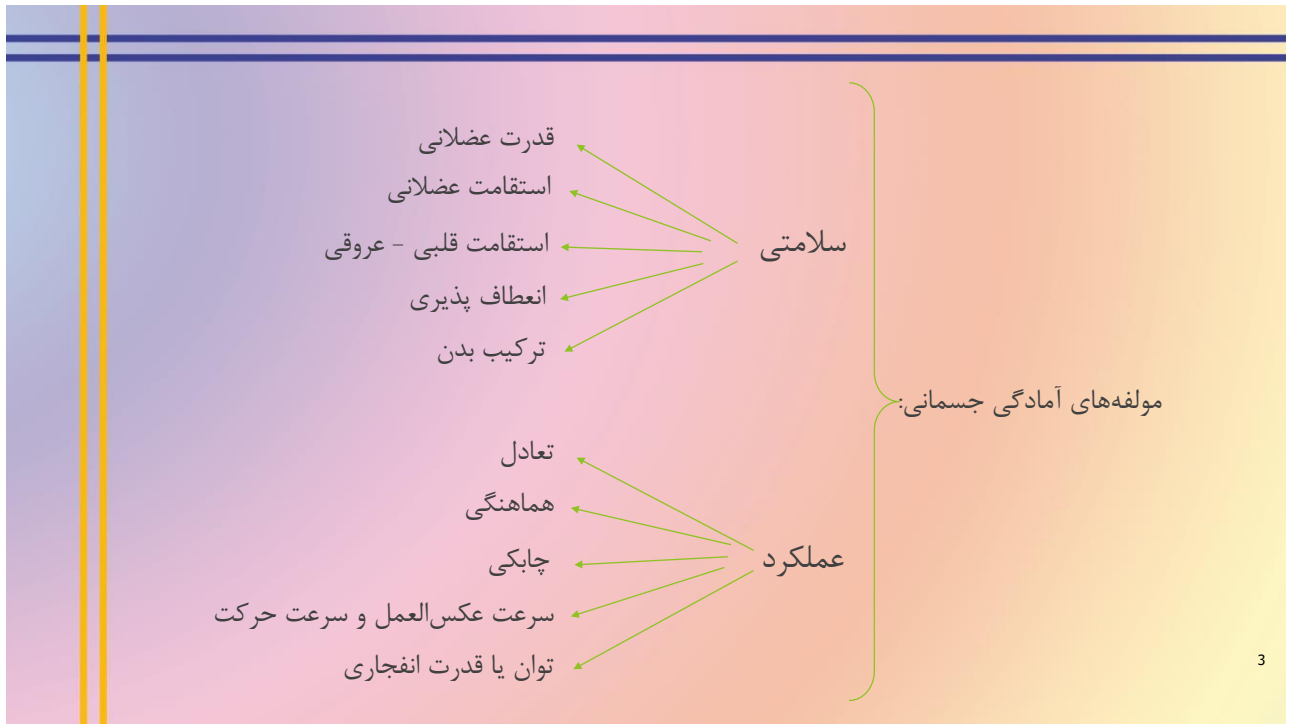 مولفه‌های آمادگی جسمانی:
سلامتی
قدرت عضلانی
استقامت عضلانی
استقامت قلبی - عروقی
انعطاف پذیری
ترکیب بدن
عملکرد
تعادل
هماهنگی
چابکی
سرعت عکس‌العمل و سرعت حرکت
توان یا قدرت انفجاری
3